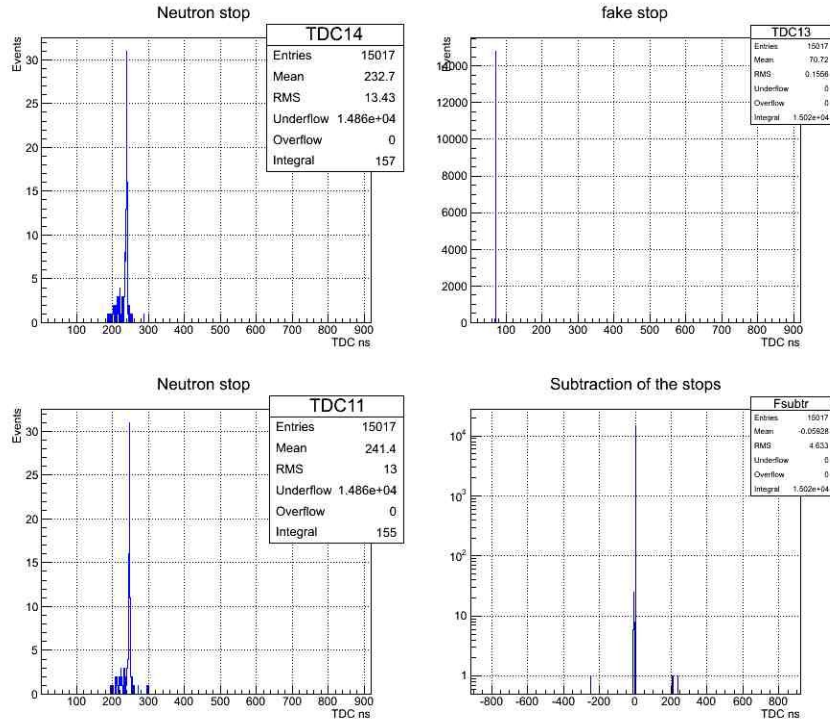 Neutron stop
Events
TDC14
Entries 15017
Mean 232.7
RMS 13.43
Underflow 1.486e+04
Overflow 0
Integral 157
30
25
20
15
10
5
0
100 200 300 400 500 600 700 800 900
TDC ns
fake stop
Events
TDC13
Entries 15017
Mean 70.72
RMS 0.1556
Underflow 0
Overflow 0
Integral 1.502e+04
14000
12000
10000
8000
6000
4000
2000
0
100 200 300 400 500 600 700 800 900
TDC ns
Neutron stop
Events
TDC11
Entries 15017
Mean 241.4
RMS 13
Underflow 1.486e+04
Overflow 0
Integral 155
30
25
20
15
10
5
0
100 200 300 400 500 600 700 800 900
TDC ns
Subtraction of the stops
Fsubtr
Entries 15017
Mean -0.05928
RMS 4.633
Underflow 0
Overflow 0
Integral 1.502e+04
10⁴
10³
10²
10
1
-800 -600 -400 -200 0 200 400 600 800
TDC ns